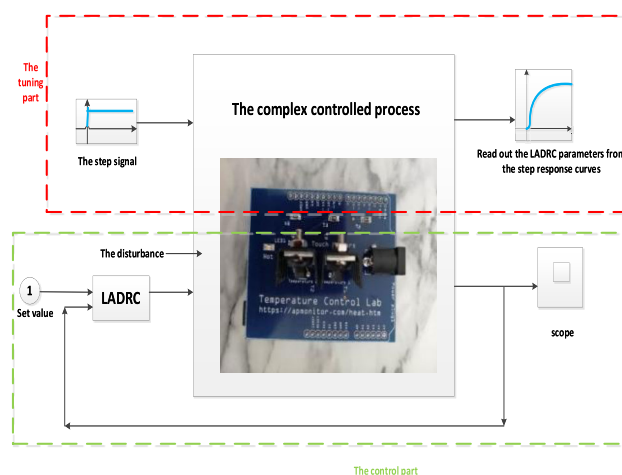 The
tuning
part
The complex controlled process
The step signal
Read out the LADRC parameters from
the step response curves
The disturbance
1
LADRC
Set value
Hot
Touch
Temperature Control Lab
https://apmonitor.com/heat.htm
scope
The control part